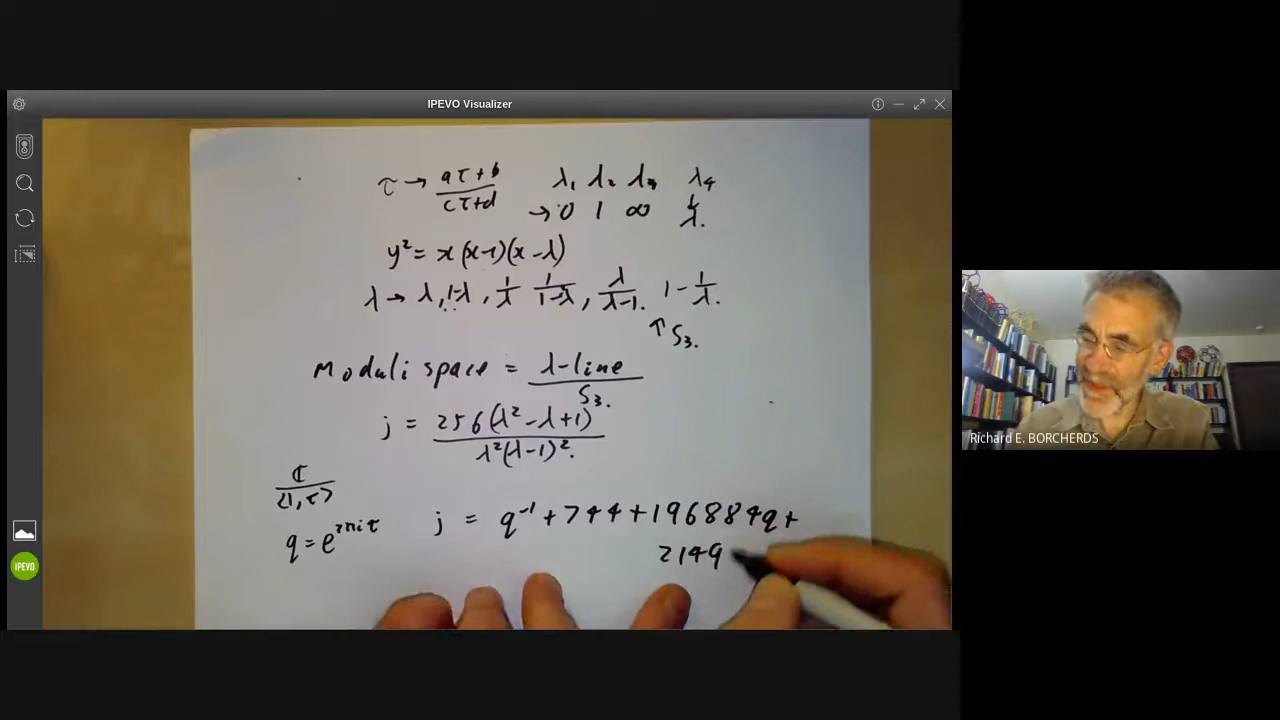 IPEVO Visualizer
τ → aτ+b / cτ+d   λ₁ λ₂ λ₃ λ₄
→ 0 1 ∞ λ.
y² = x(x-1)(x-λ)
λ → λ, 1-λ, 1/λ, 1/1-λ, λ/λ-1. 1 - 1/λ.
↑ S₃.
Moduli space = λ-line / S₃.
j = 256(λ²-λ+1)³ / λ²(λ-1)².
ℂ / ⟨1,τ⟩
q = e^2πiτ   j = q⁻¹ + 744 + 196884q +
2149
Richard E. BORCHERDS
IPEVO